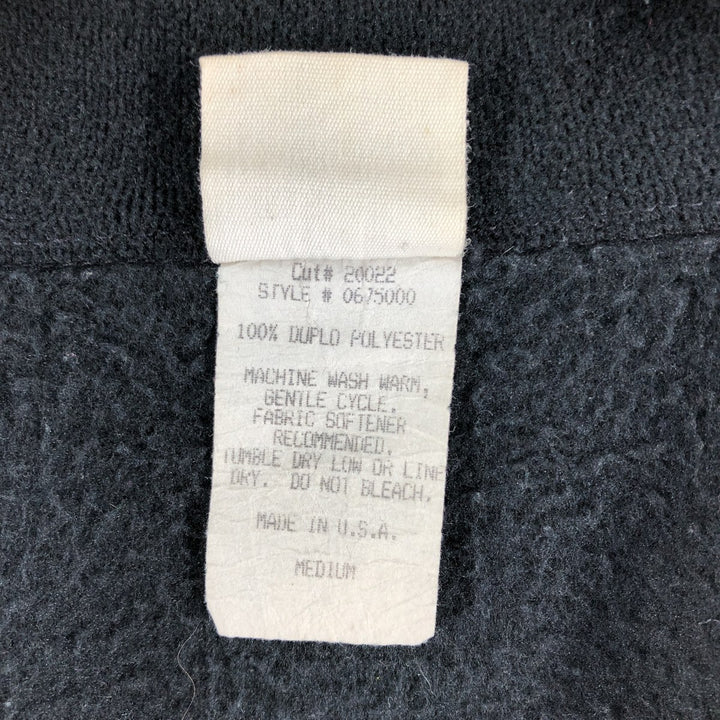 Cut# 20022
STYLE # 0675000
100% DUPLO POLYESTER
MACHINE WASH WARM,
GENTLE CYCLE.
FABRIC SOFTENER
RECOMMENDED.
TUMBLE DRY LOW OR LINE
DRY. DO NOT BLEACH.
MADE IN U.S.A.
MEDIUM